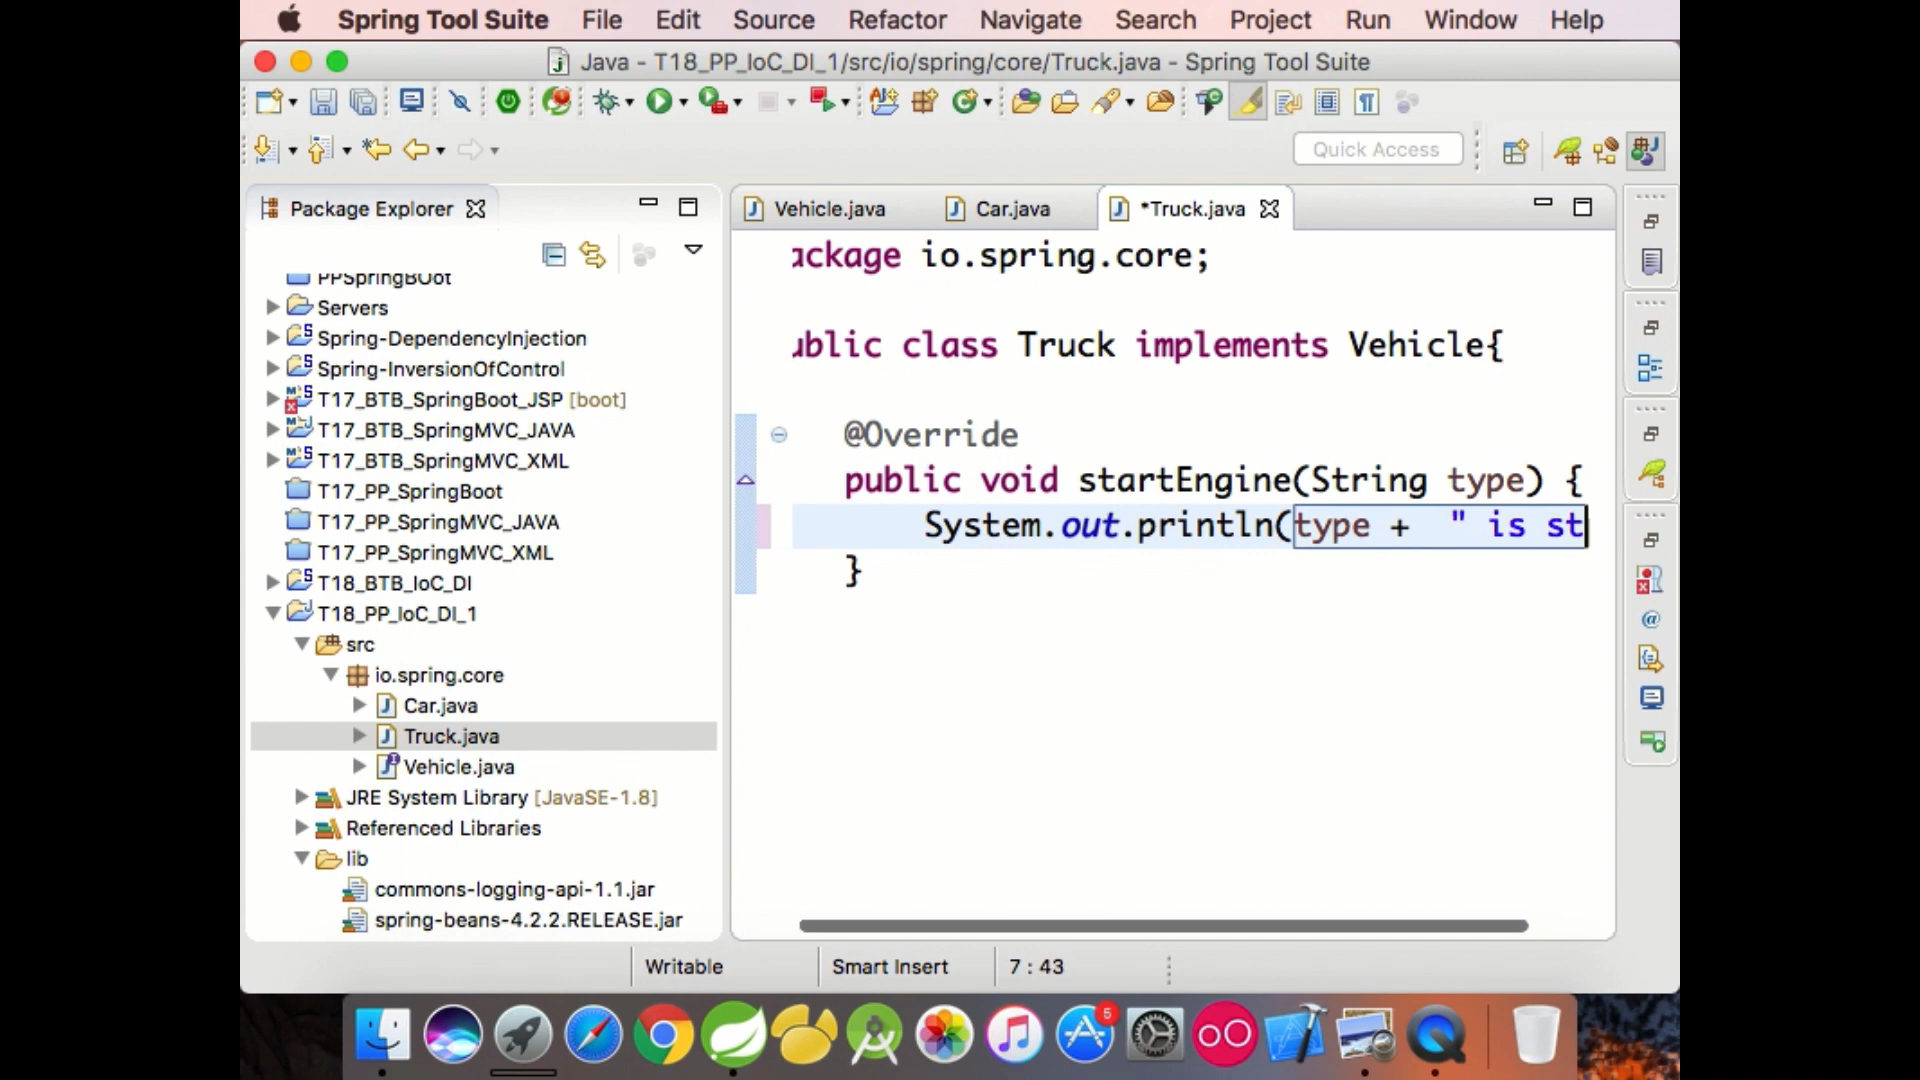 Spring Tool Suite File Edit Source Refactor Navigate Search Project Run Window Help
Java - T18_PP_IoC_DI_1/src/io/spring/core/Truck.java - Spring Tool Suite
Quick Access
Package Explorer
Vehicle.java Car.java *Truck.java
PPSpringBOot
Servers
Spring-DependencyInjection
Spring-InversionOfControl
T17_BTB_SpringBoot_JSP [boot]
T17_BTB_SpringMVC_JAVA
T17_BTB_SpringMVC_XML
T17_PP_SpringBoot
T17_PP_SpringMVC_JAVA
T17_PP_SpringMVC_XML
T18_BTB_IoC_DI
T18_PP_IoC_DI_1
src
io.spring.core
Car.java
Truck.java
Vehicle.java
JRE System Library [JavaSE-1.8]
Referenced Libraries
lib
commons-logging-api-1.1.jar
spring-beans-4.2.2.RELEASE.jar
ackage io.spring.core;
ublic class Truck implements Vehicle{
@Override
public void startEngine(String type) {
System.out.println(type +  " is st
}
Writable Smart Insert 7 : 43
5